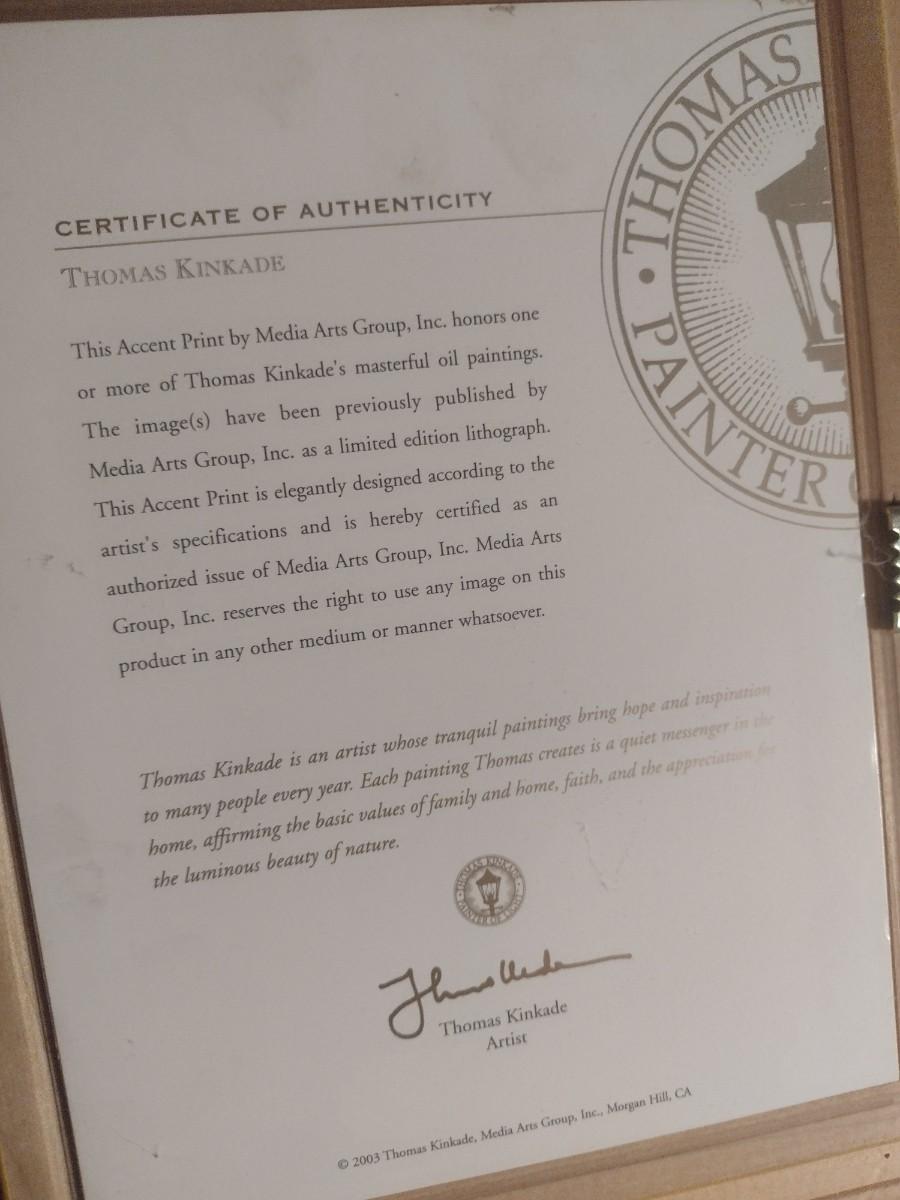 CERTIFICATE OF AUTHENTICITY
THOMAS KINKADE
This Accent Print by Media Arts Group, Inc. honors one
or more of Thomas Kinkade's masterful oil paintings.
The image(s) have been previously published by
Media Arts Group, Inc. as a limited edition lithograph.
This Accent Print is elegantly designed according to the
artist's specifications and is hereby certified as an
authorized issue of Media Arts Group, Inc. Media Arts
Group, Inc. reserves the right to use any image on this
product in any other medium or manner whatsoever.
THOMAS
PAINTER
Thomas Kinkade is an artist whose tranquil paintings bring hope and inspiration
to many people every year. Each painting Thomas creates is a quiet messenger in the
home, affirming the basic values of family and home, faith, and the appreciation for
the luminous beauty of nature.
THOMAS KINKADE
PAINTER OF LIGHT
Thomas Kinkade
Artist
© 2003 Thomas Kinkade, Media Arts Group, Inc., Morgan Hill, CA